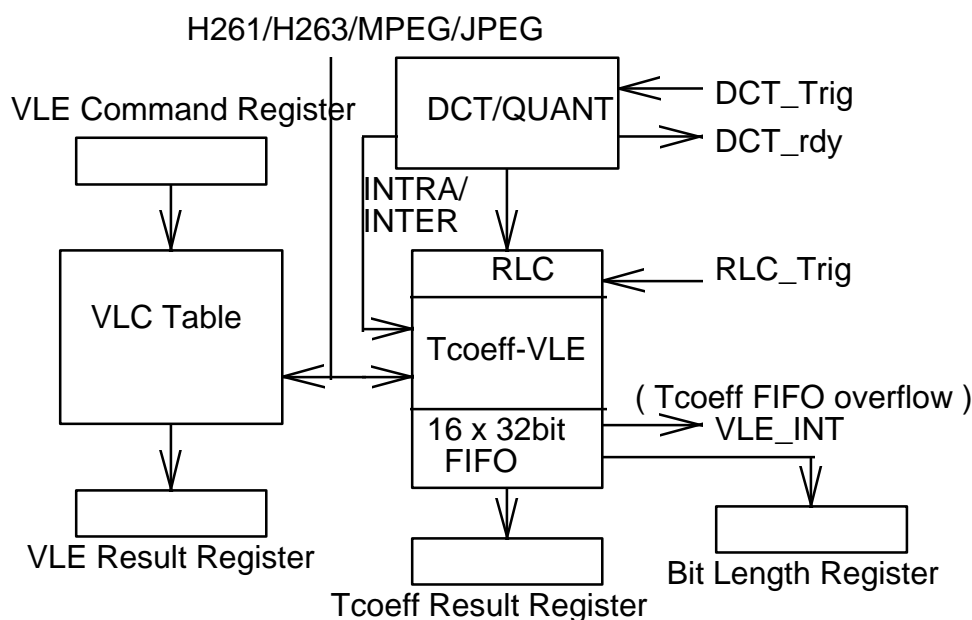 H261/H263/MPEG/JPEG
VLE Command Register
DCT/QUANT
DCT_Trig
DCT_rdy
INTRA/
INTER
RLC
RLC_Trig
VLC Table
Tcoeff-VLE
( Tcoeff FIFO overflow )
VLE_INT
16 x 32bit
FIFO
VLE Result Register
Bit Length Register
Tcoeff Result Register